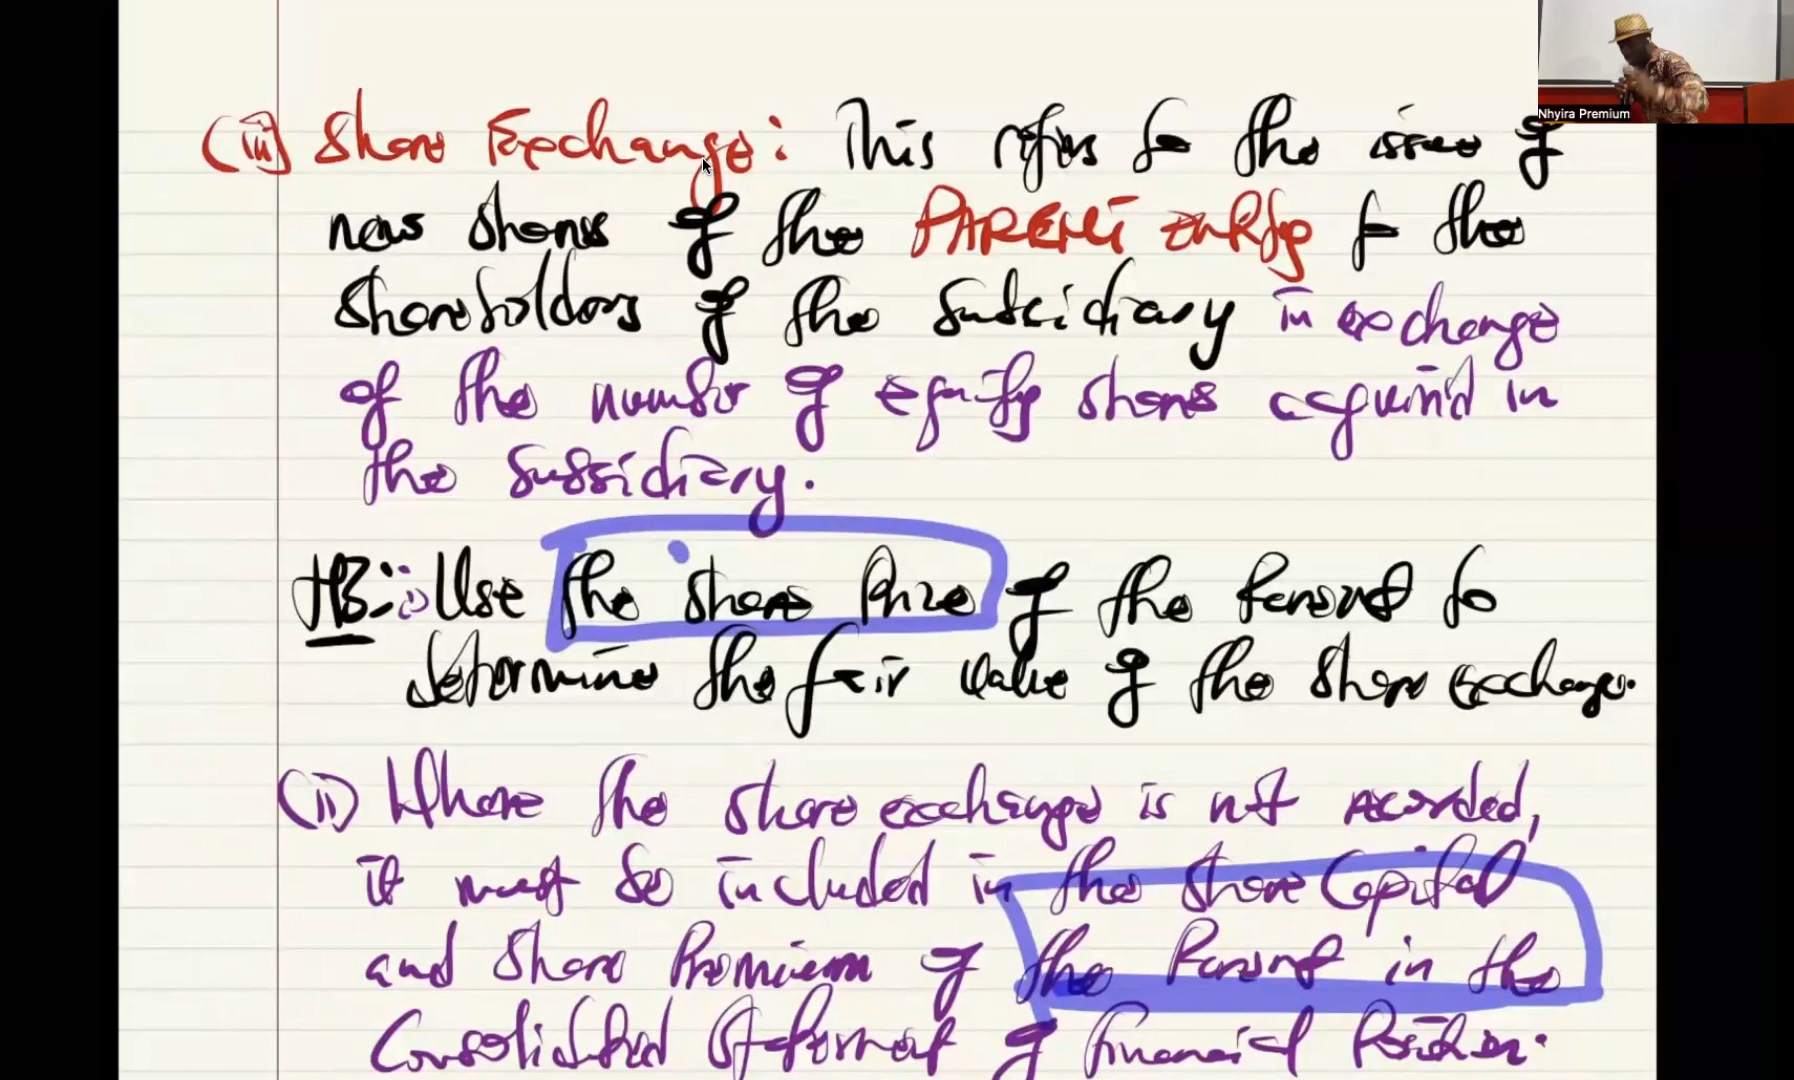 Nhyira Premium
(iii) Share Exchange: This refers to the issue of
new shares of the PARENT entity to the
shareholders of the Subsidiary in exchange
of the number of equity shares acquired in
the Subsidiary.
NB: i) Use the share Price of the Parent to
determine the fair value of the share exchange.
(ii) Where the share exchange is not recorded,
it must be included in the share Capital
and Share Premium of the Parent in the
Consolidated Statement of financial Position.